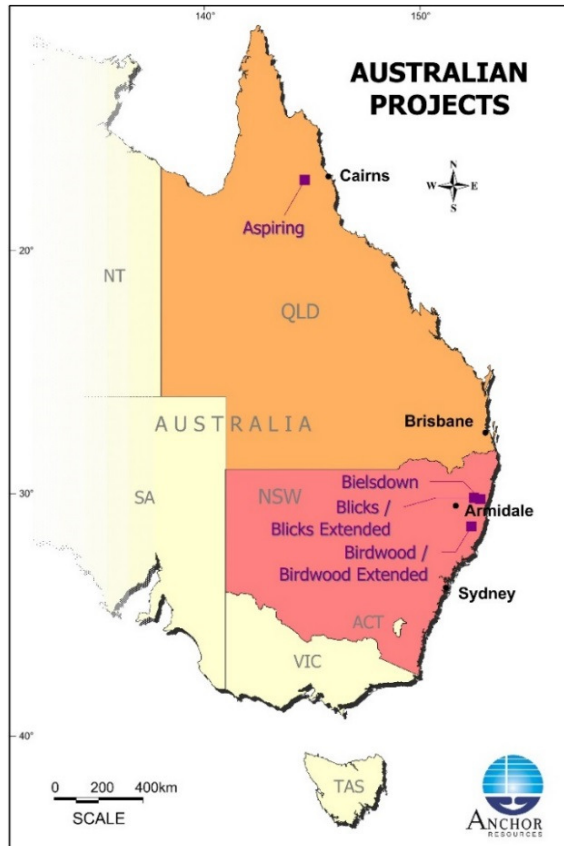 140°
150°
AUSTRALIAN
PROJECTS
Cairns
N
W E
S
Aspiring
20°
NT
QLD
AUSTRALIA
Brisbane
Bielsdown
30°
SA
NSW
Blicks /
Armidale
Blicks Extended
Birdwood /
Birdwood Extended
Sydney
ACT
VIC
40°
0 200 400km
SCALE
TAS
ANCHOR
RESOURCES